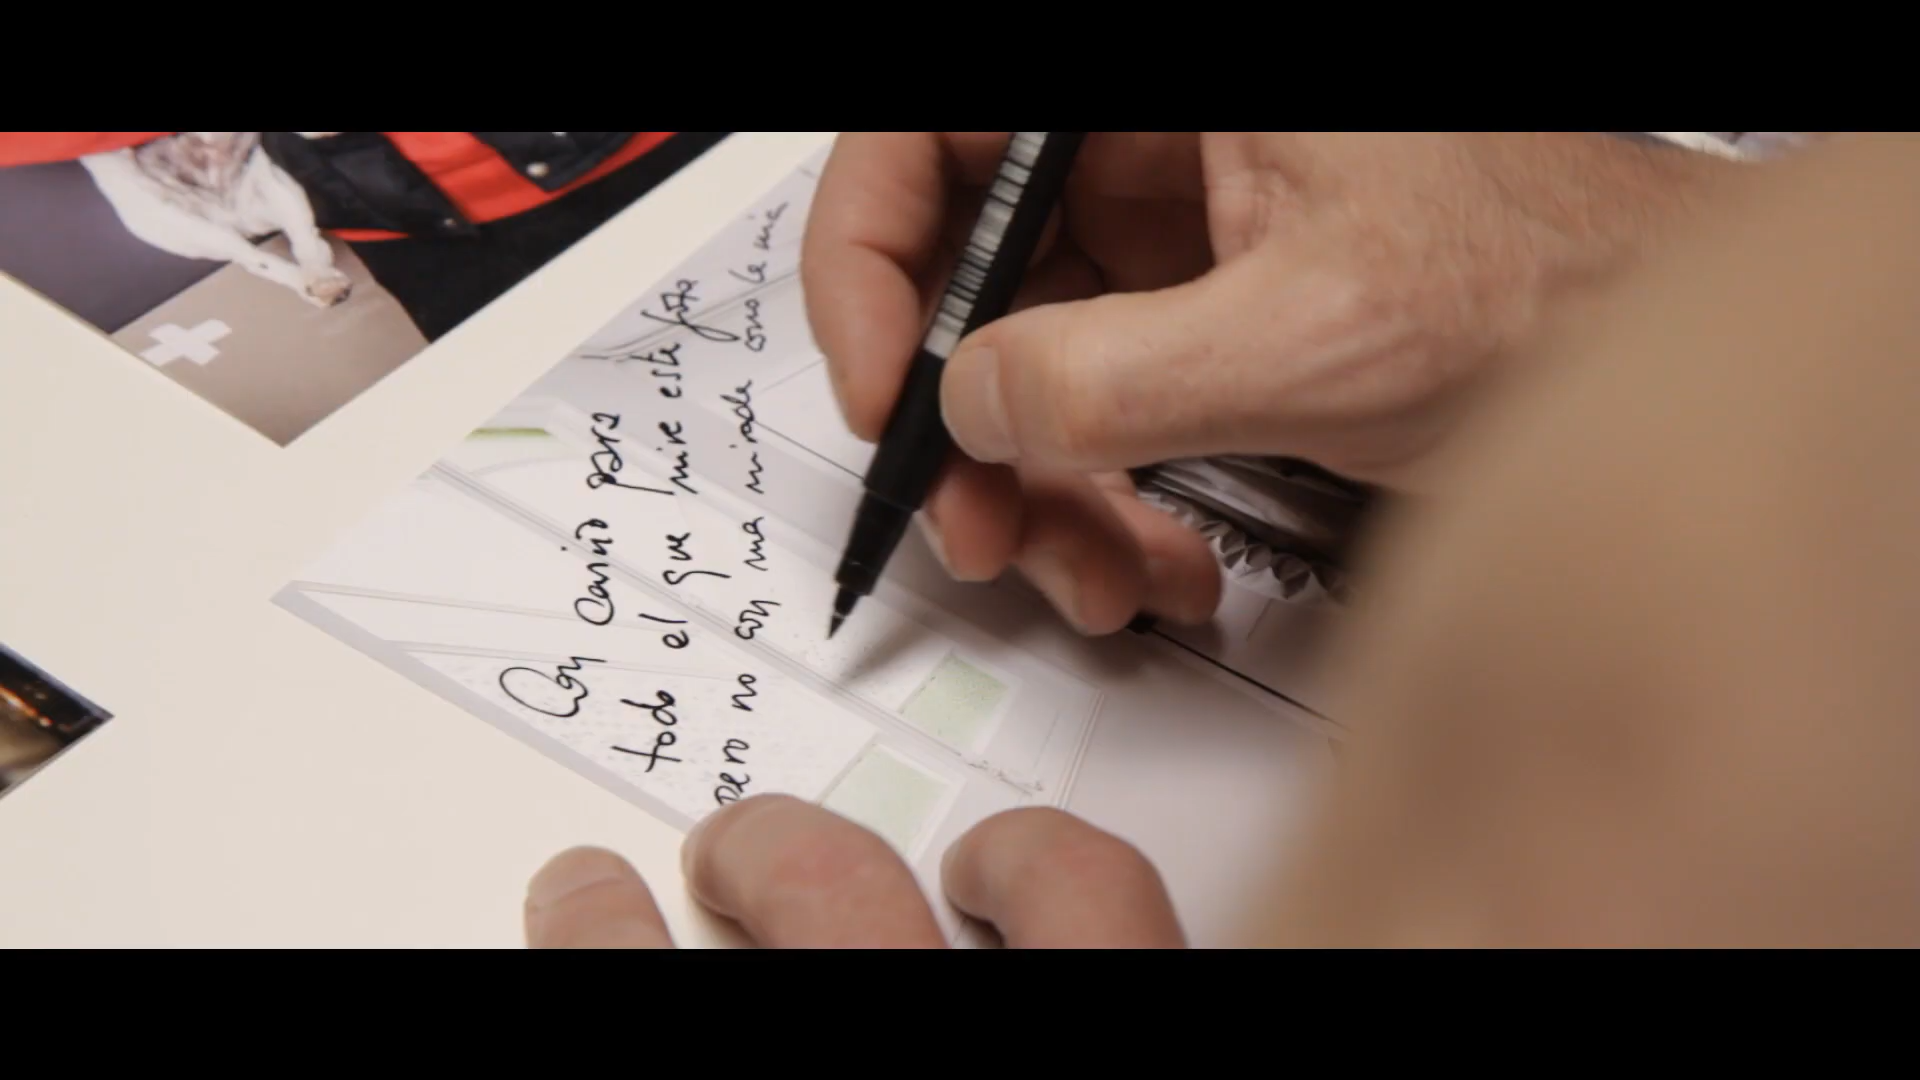 Con cariño para
todo el que mire esta foto
pero no con una mirada como la mía